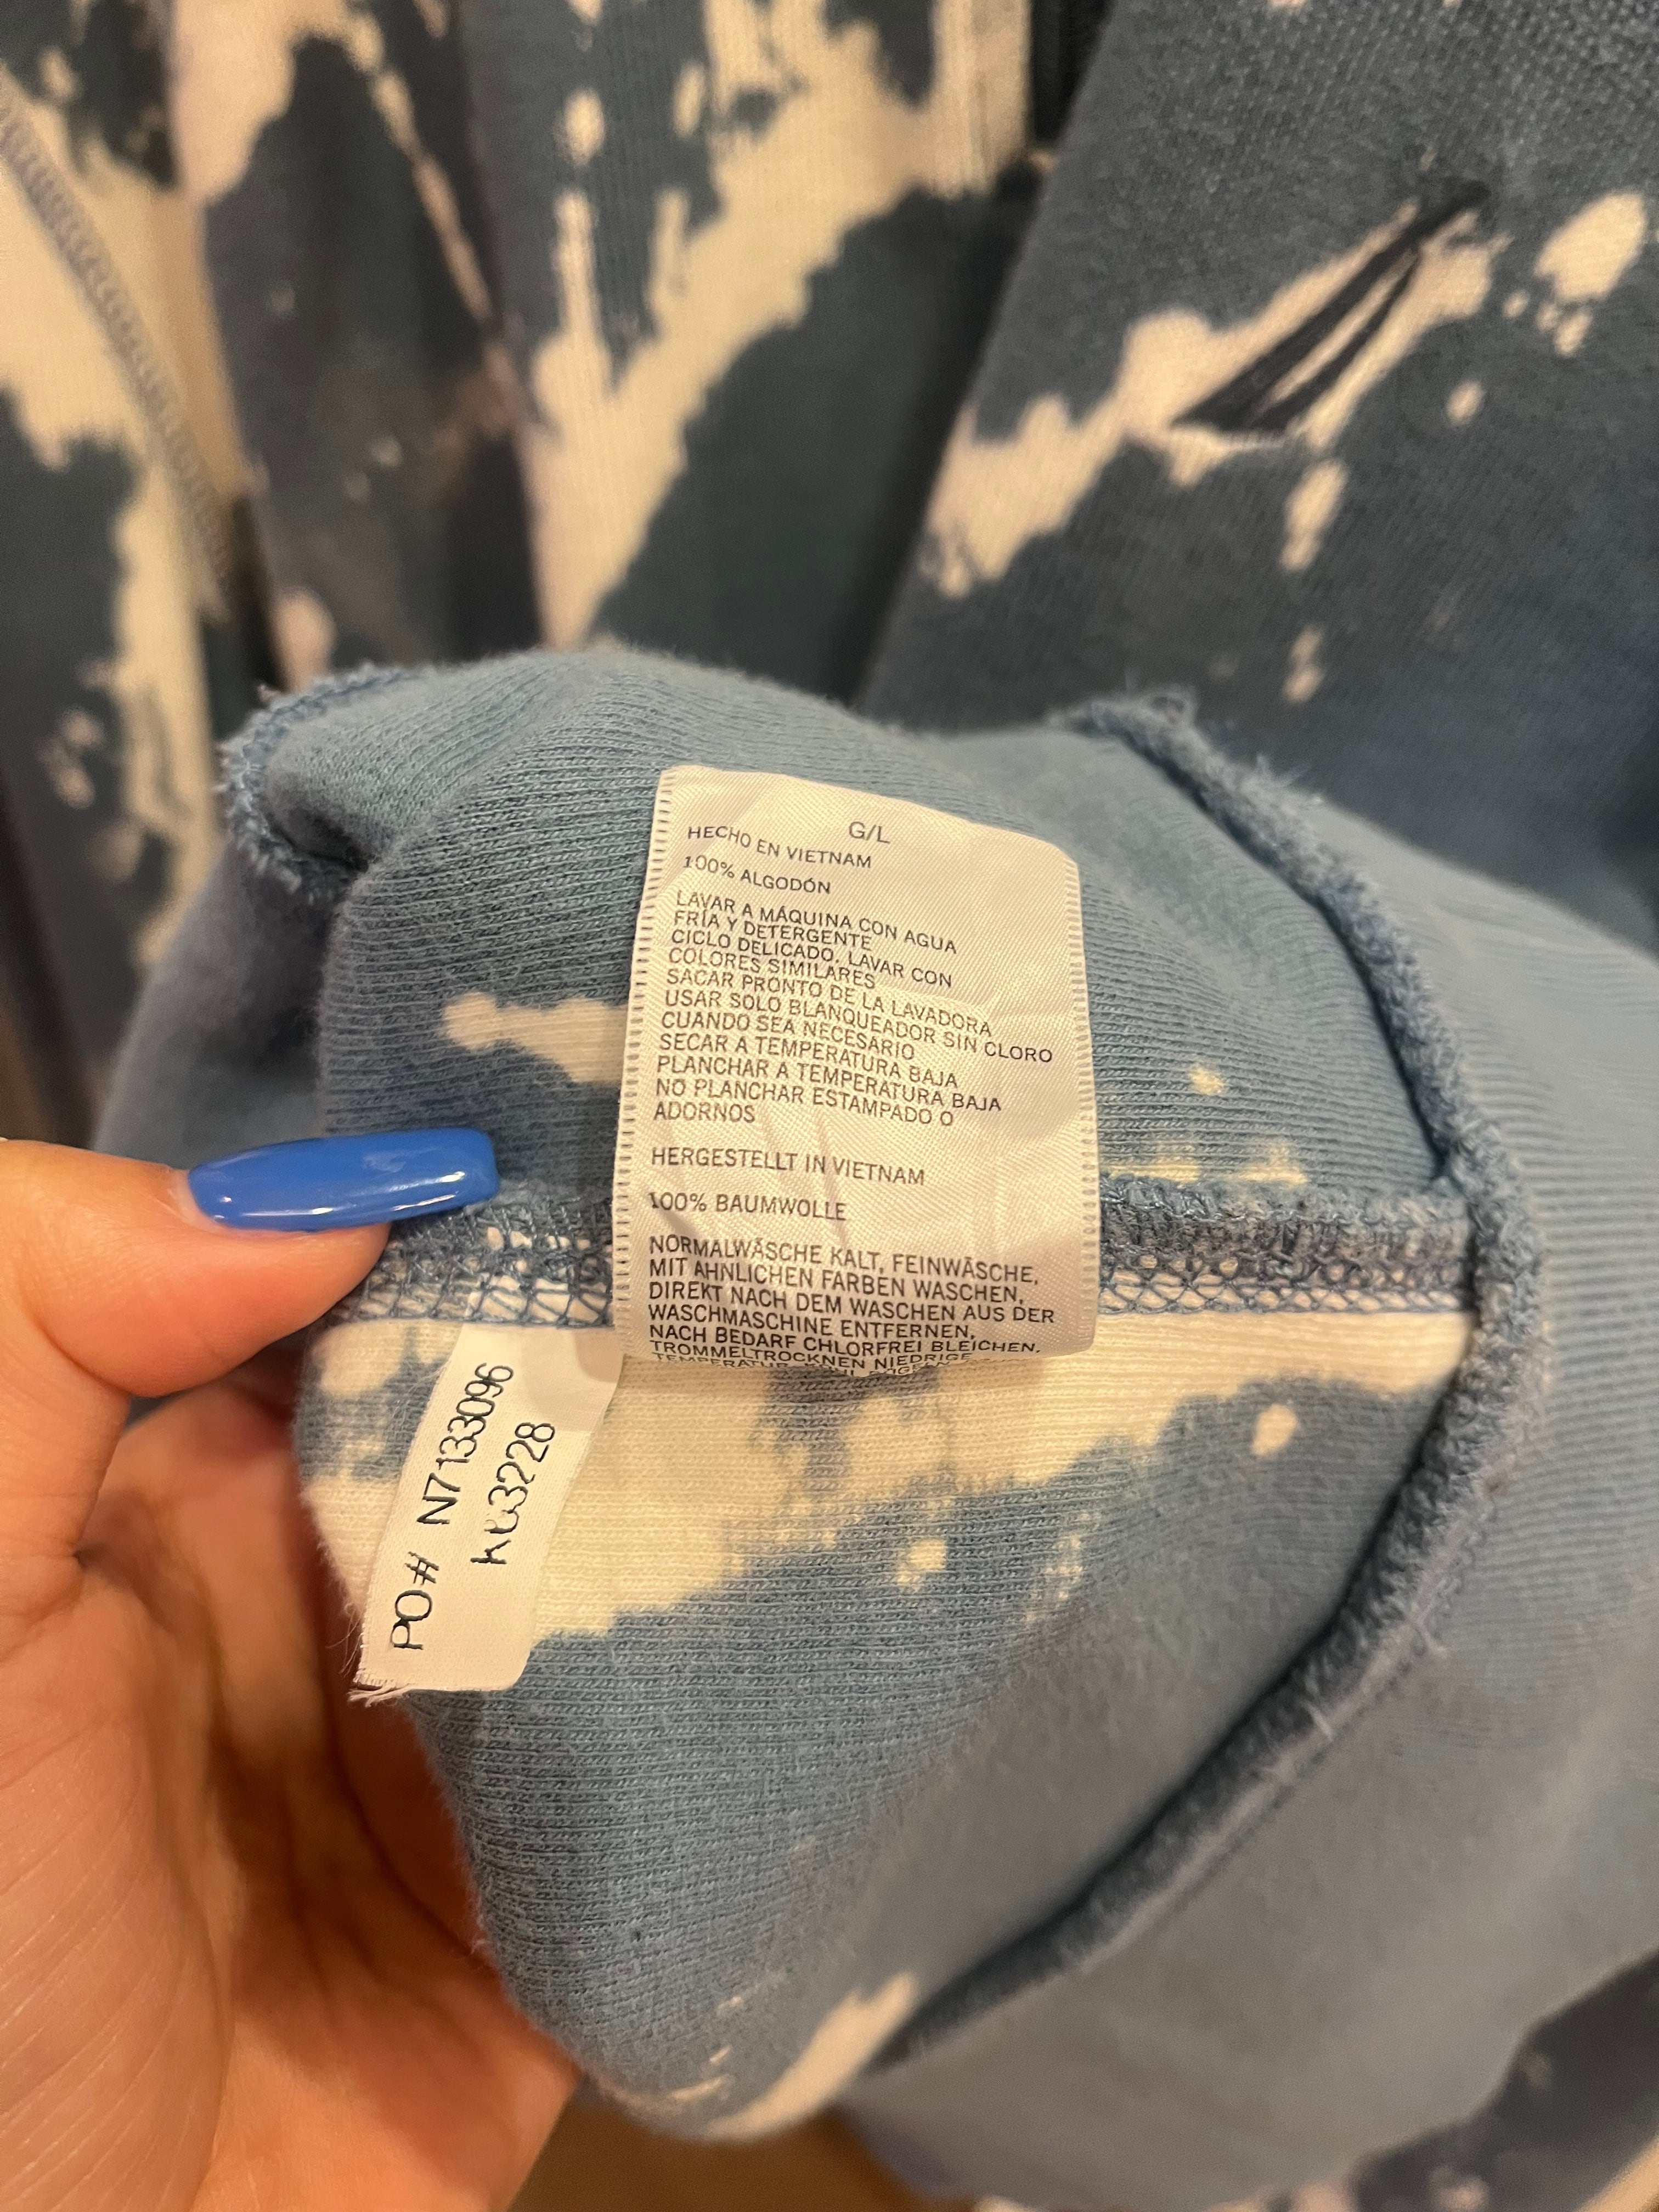 G/L
HECHO EN VIETNAM
100% ALGODÓN
LAVAR A MÁQUINA CON AGUA
FRÍA Y DETERGENTE
CICLO DELICADO. LAVAR CON
COLORES SIMILARES
SACAR PRONTO DE LA LAVADORA
USAR SOLO BLANQUEADOR SIN CLORO
CUANDO SEA NECESARIO
SECAR A TEMPERATURA BAJA
PLANCHAR A TEMPERATURA BAJA
NO PLANCHAR ESTAMPADO O
ADORNOS
HERGESTELLT IN VIETNAM
100% BAUMWOLLE
NORMALWÄSCHE KALT, FEINWÄSCHE,
MIT ÄHNLICHEN FARBEN WASCHEN,
DIREKT NACH DEM WASCHEN AUS DER
WASCHMASCHINE ENTFERNEN,
NACH BEDARF CHLORFREI BLEICHEN.
TROMMELTROCKNEN NIEDRIGE
PO# N7133096